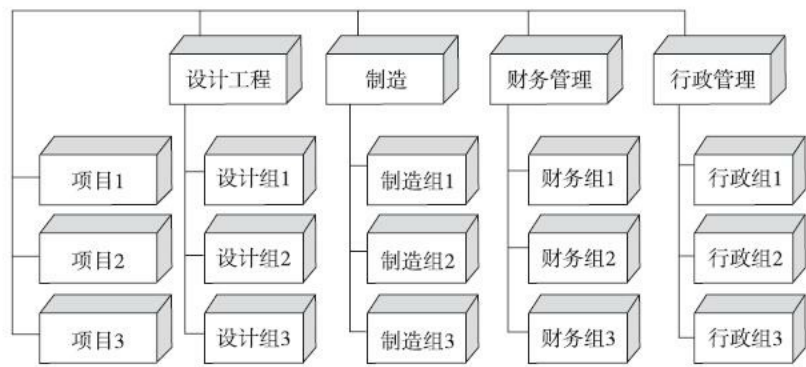 设计工程
制造
财务管理
行政管理
项目1
设计组1
制造组1
财务组1
行政组1
项目2
设计组2
制造组2
财务组2
行政组2
项目3
设计组3
制造组3
财务组3
行政组3